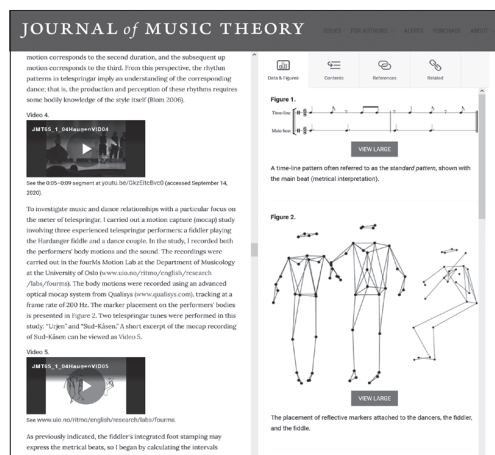 JOURNAL of MUSIC THEORY
ISSUES FOR AUTHORS ALERTS PURCHASE ABOUT
motion corresponds to the second duration, and the subsequent up
motion corresponds to the third. From this perspective, the rhythm
patterns in telespringar imply an understanding of the corresponding
dance; that is, the production and perception of these rhythms requires
some bodily knowledge of the style itself (Blom 2006).
Video 4.
JMT65_1_04HaugenVID04
See the 0:05–0:09 segment at (accessed September 14,
2020).
To investigate music and dance relationships with a particular focus on
the meter of telespringar, I carried out a motion capture (mocap) study
involving three experienced telespringar performers: a fiddler playing
the Hardanger fiddle and a dance couple. In the study, I recorded both
the performers' body motions and the sound. The recordings were
carried out in the fourMs Motion Lab at the Department of Musicology
at the University of Oslo (www.uio.no/ritmo/english/research
/labs/fourms). The body motions were recorded using an advanced
optical mocap system from Qualisys (www.qualisys.com), tracking at a
frame rate of 200 Hz. The marker placement on the performers' bodies
is presented in Figure 2. Two telespringar tunes were performed in this
study: "Urjen" and "Sud-Kåsen." A short excerpt of the mocap recording
of Sud-Kåsen can be viewed as Video 5.
Video 5.
JMT65_1_04HaugenVID05
See www.uio.no/ritmo/english/research/labs/fourms.
As previously indicated, the fiddler's integrated foot stamping may
express the metrical beats, so I began by calculating the intervals
Data & Figures
Contents
References
Related
Figure 1.
Time-line
Main beat
VIEW LARGE
A time-line pattern often referred to as the standard pattern, shown with
the main beat (metrical interpretation).
Figure 2.
VIEW LARGE
The placement of reflective markers attached to the dancers, the fiddler,
and the fiddle.